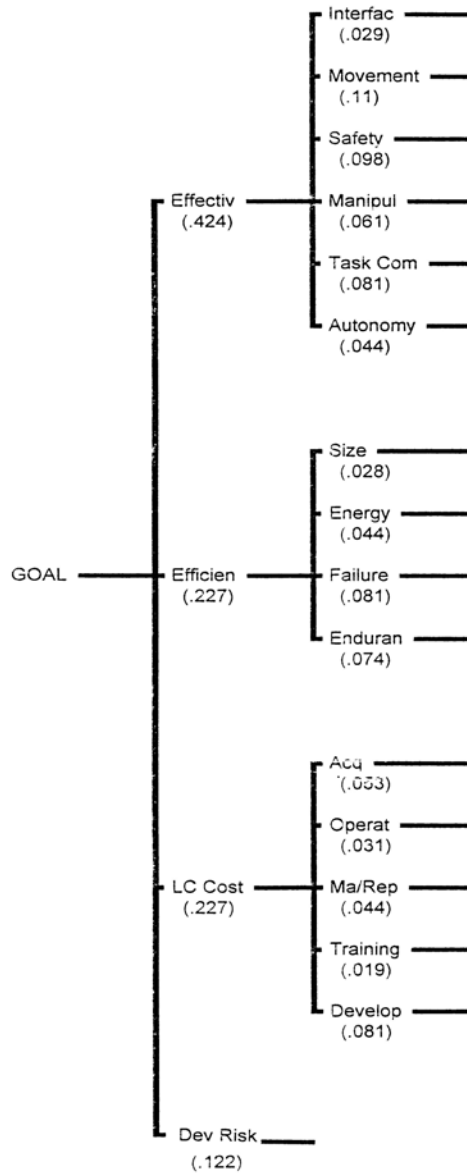 Interfac
(.029)
Movement
(.11)
Safety
(.098)
Effectiv
(.424)
Manipul
(.061)
Task Com
(.081)
Autonomy
(.044)
Size
(.028)
Energy
(.044)
GOAL
Efficien
(.227)
Failure
(.081)
Enduran
(.074)
Acq
(.053)
Operat
(.031)
LC Cost
(.227)
Ma/Rep
(.044)
Training
(.019)
Develop
(.081)
Dev Risk
(.122)